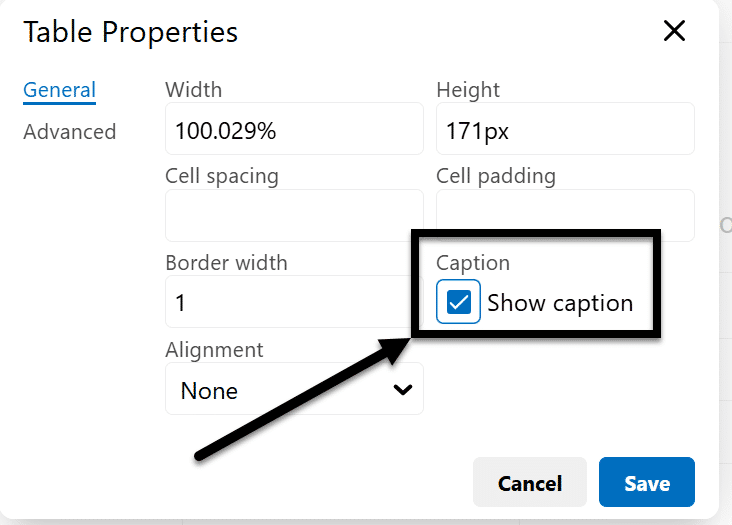 Table Properties
General
Advanced
Width
Height
100.029%
171px
Cell spacing
Cell padding
Border width
Caption
1
Show caption
Alignment
None
Cancel
Save